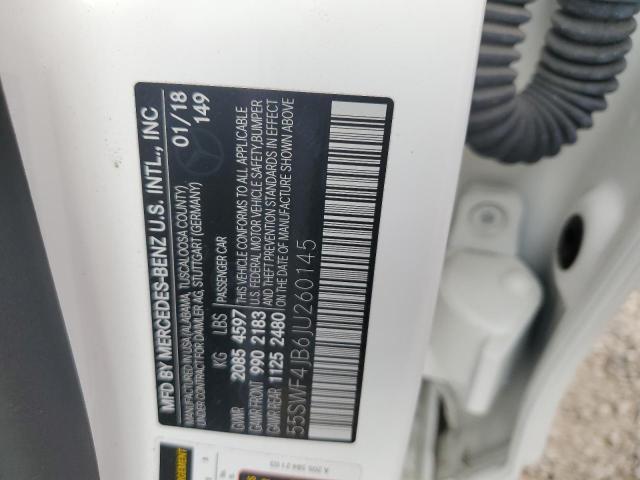 MFD BY MERCEDES-BENZ U.S. INTL., INC
MANUFACTURED IN USA (ALABAMA, TUSCALOOSA COUNTY)
UNDER CONTRACT FOR DAIMLER AG, STUTTGART (GERMANY)
01/18
149
KG LBS PASSENGER CAR
GVWR 2085 4597
GAWR FRONT 990 2183
GAWR REAR 1125 2480
THIS VEHICLE CONFORMS TO ALL APPLICABLE
U.S. FEDERAL MOTOR VEHICLE SAFETY, BUMPER
AND THEFT PREVENTION STANDARDS IN EFFECT
ON THE DATE OF MANUFACTURE SHOWN ABOVE
55SWF4JB6JU260145